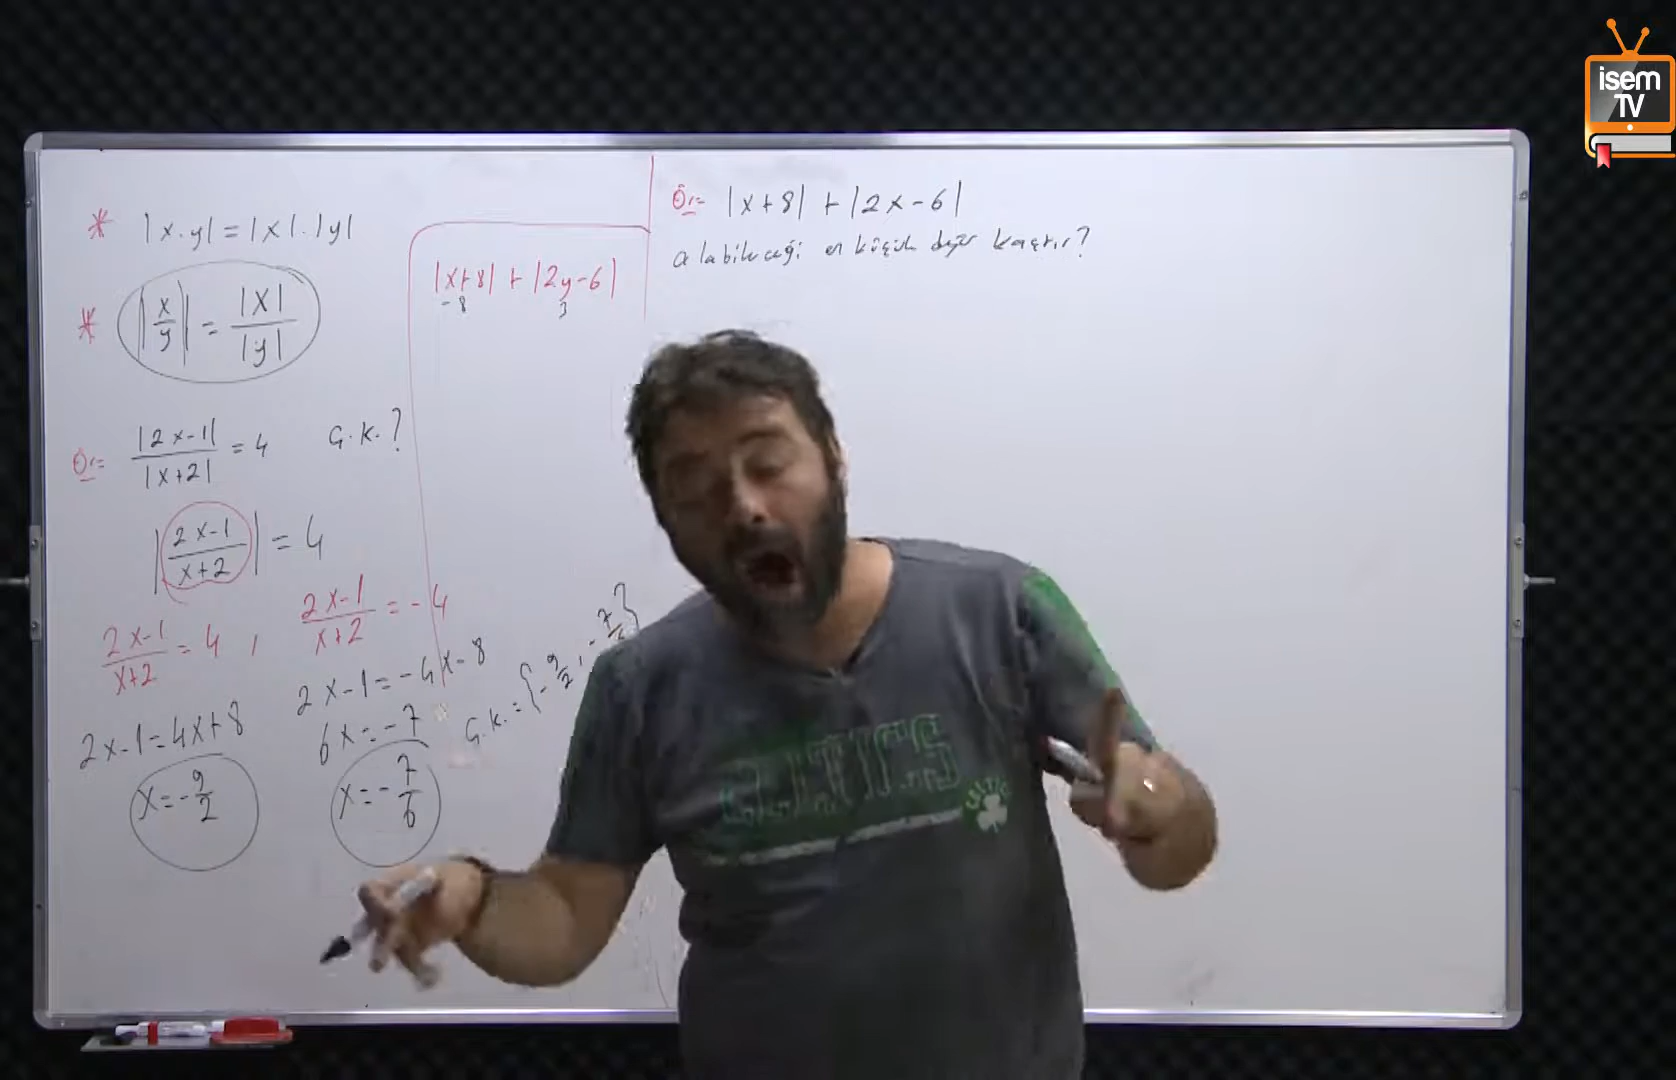 * |x.y| = |x|.|y|
* |x/y| = |x|/|y|
Ör= |2x-1|/|x+2| = 4 Ç.K.?
|2x-1/x+2| = 4
2x-1/x+2 = 4, 2x-1/x+2 = -4
2x-1=4x+8
x=-9/2
2x-1=-4x-8
6x=-7
x=-7/6
Ç.K.={-9/2, -7/
|x+8| + |2y-6|
-8 3
Ör= |x+8| + |2x-6|
alabileceği en küçük değer kaçtır?
CELTICS
CELTICS
isem
TV